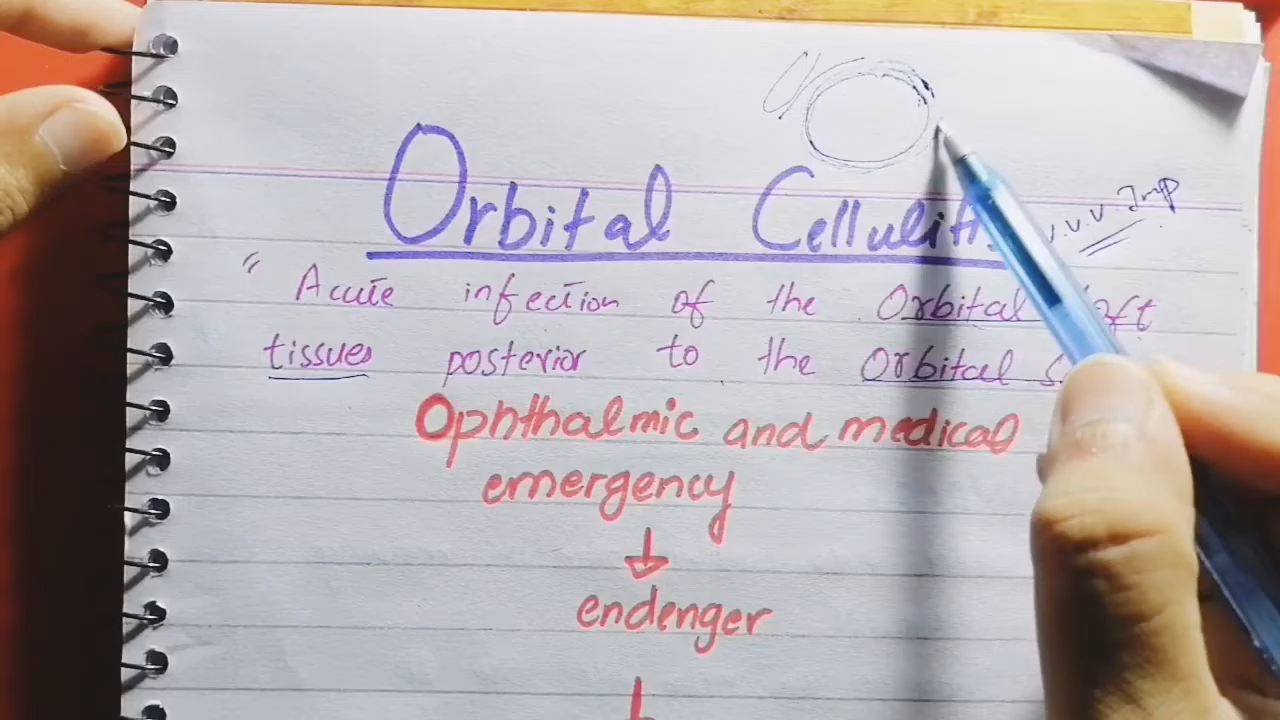 Orbital Cellulitis
v.v.v. Imp
" Acute infection of the Orbital soft
tissues posterior to the Orbital
Ophthalmic and medical
emergency
↓
endenger